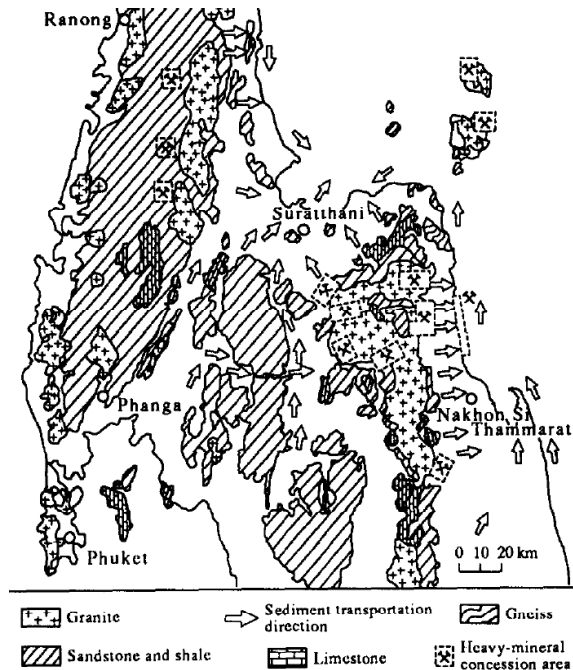 Ranong
Suratthani
Phanga
Nakhon Si
Thammarat
Phuket
0 10 20 km
Granite
Sediment transportation
direction
Gneiss
Sandstone and shale
Limestone
Heavy-mineral
concession area